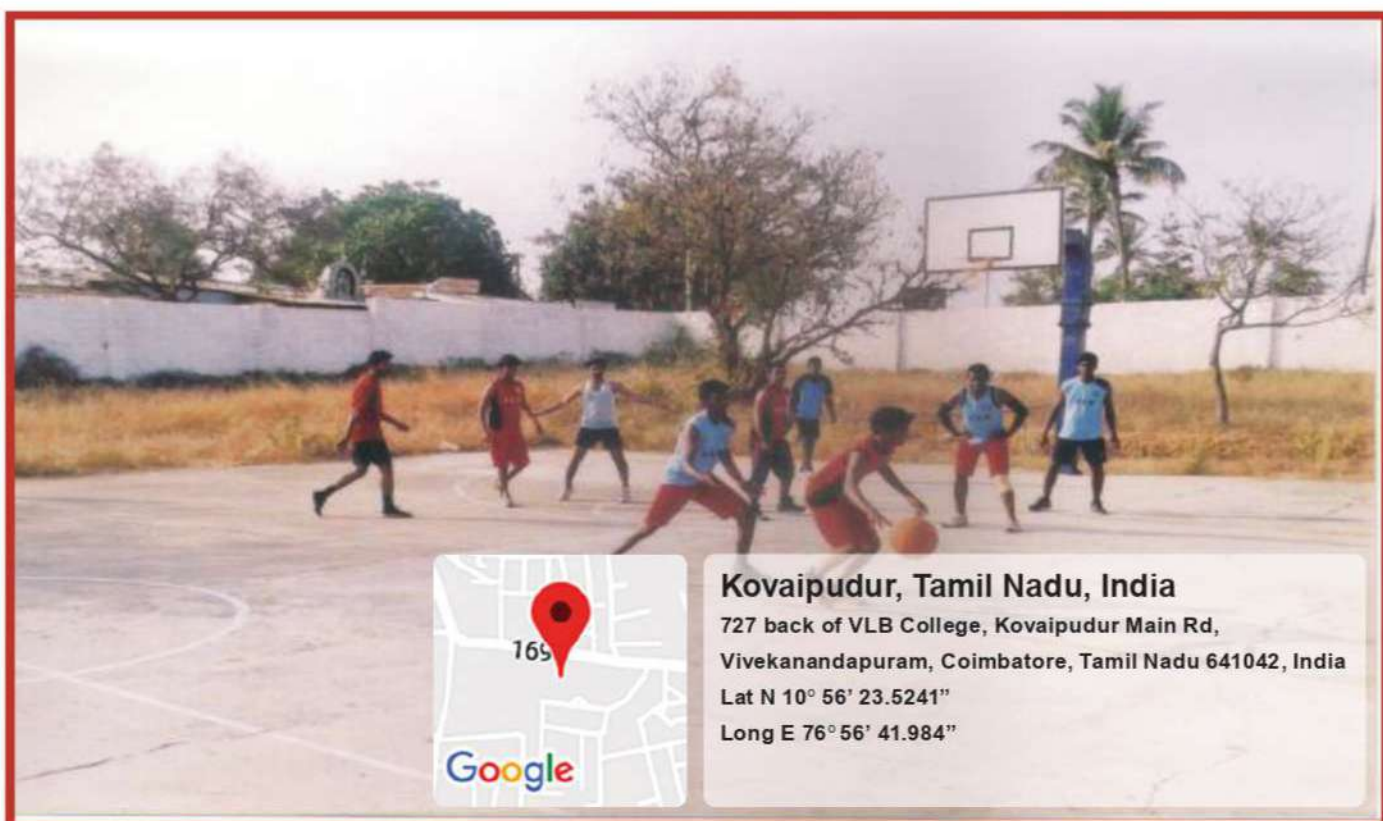 169
Google
Kovaipudur, Tamil Nadu, India
727 back of VLB College, Kovaipudur Main Rd,
Vivekanandapuram, Coimbatore, Tamil Nadu 641042, India
Lat N 10° 56’ 23.5241”
Long E 76° 56’ 41.984”